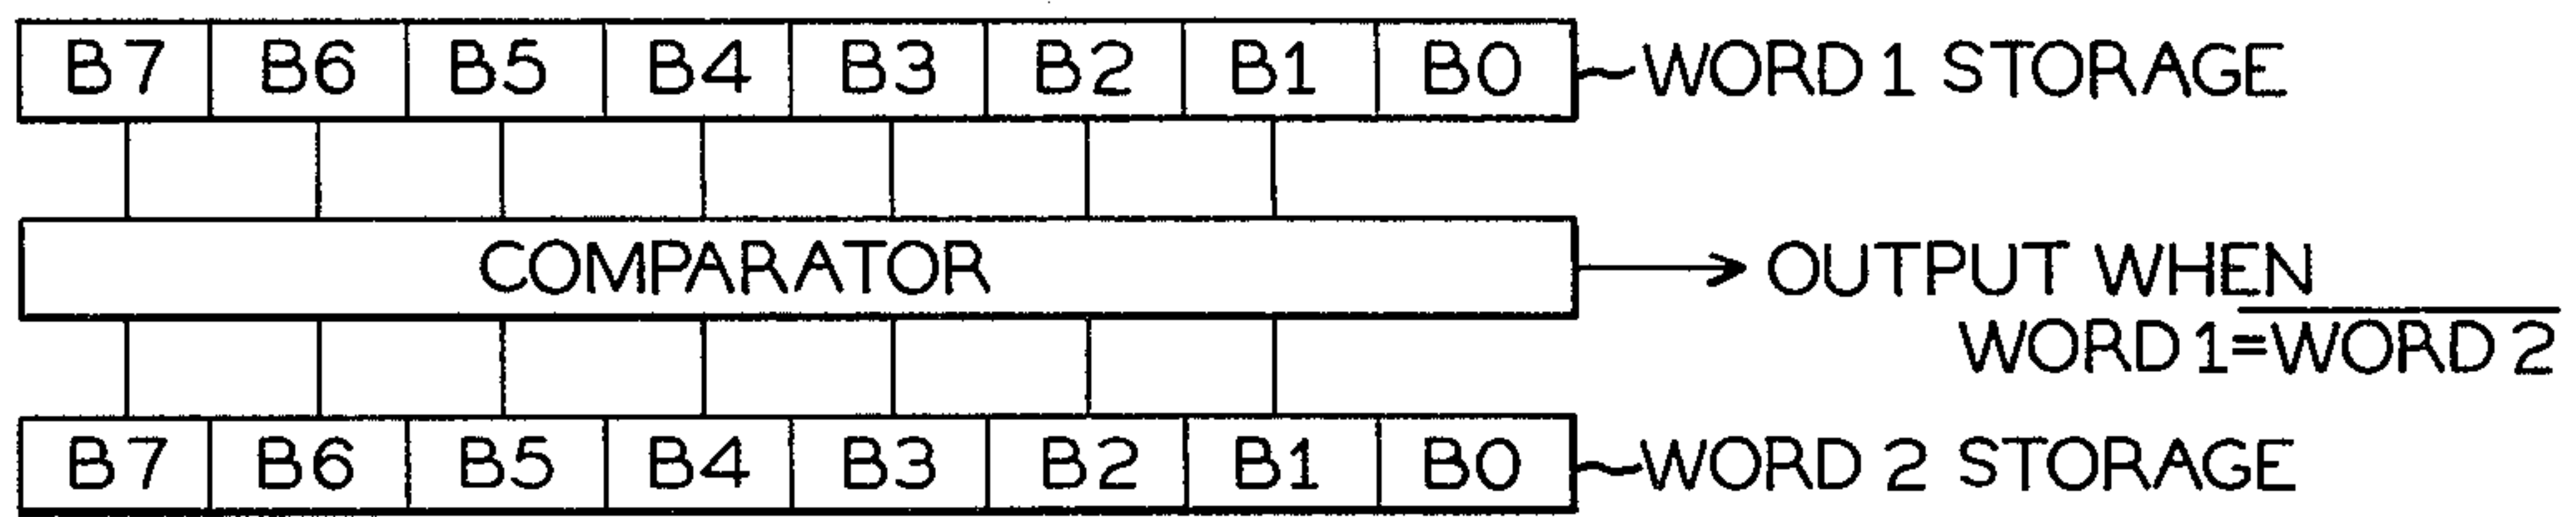 B7 B6 B5 B4 B3 B2 B1 B0 WORD 1 STORAGE
COMPARATOR OUTPUT WHEN
WORD 1=W̅O̅R̅D̅ 2̅
B7 B6 B5 B4 B3 B2 B1 B0 WORD 2 STORAGE